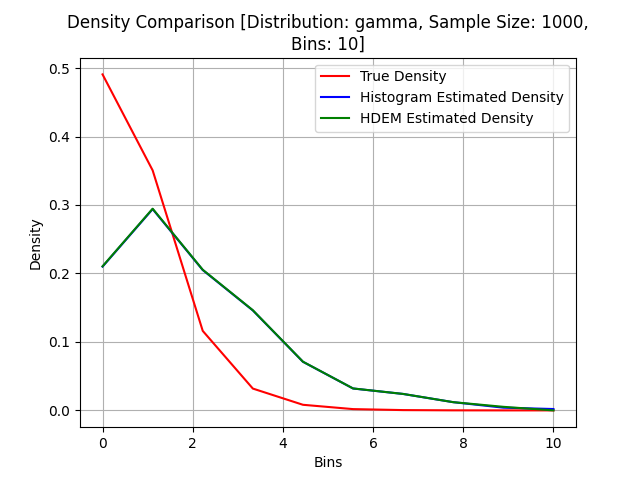 Density Comparison [Distribution: gamma, Sample Size: 1000,
Bins: 10]
True Density
Histogram Estimated Density
HDEM Estimated Density
0.5
0.4
0.3
0.2
0.1
0.0
Density
0 2 4 6 8 10
Bins